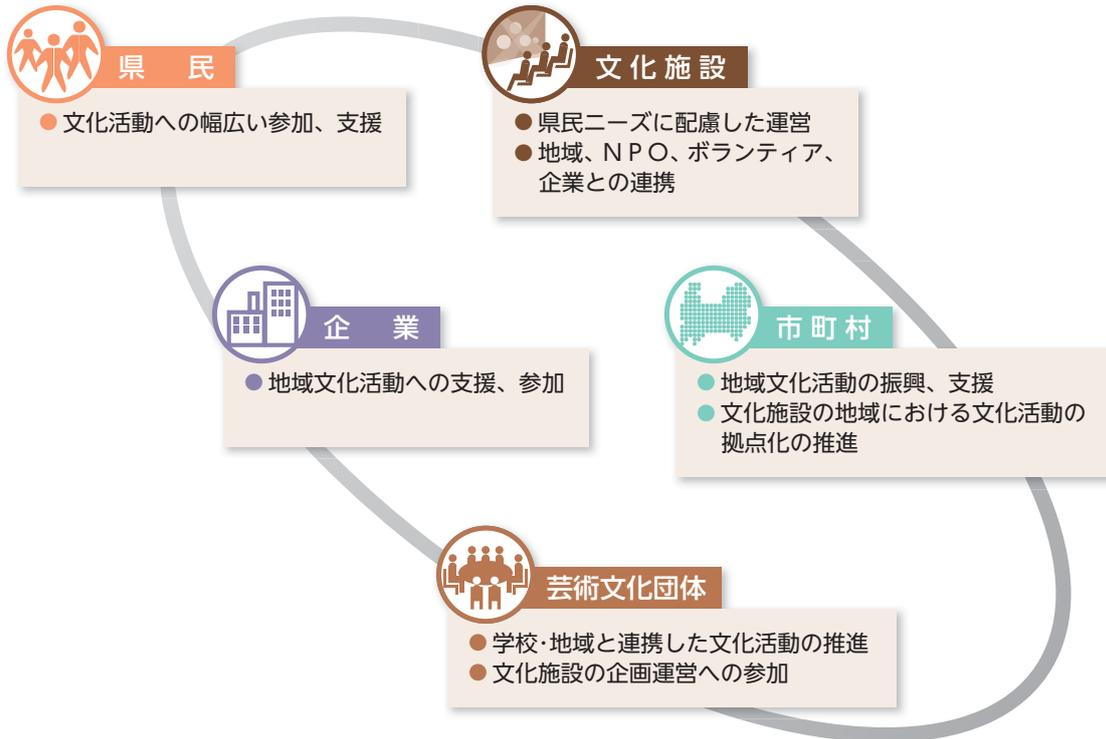 県　民
●文化活動への幅広い参加、支援
文化施設
●県民ニーズに配慮した運営
●地域、ＮＰＯ、ボランティア、
企業との連携
企　業
●地域文化活動への支援、参加
市町村
●地域文化活動の振興、支援
●文化施設の地域における文化活動の
拠点化の推進
芸術文化団体
●学校･地域と連携した文化活動の推進
●文化施設の企画運営への参加